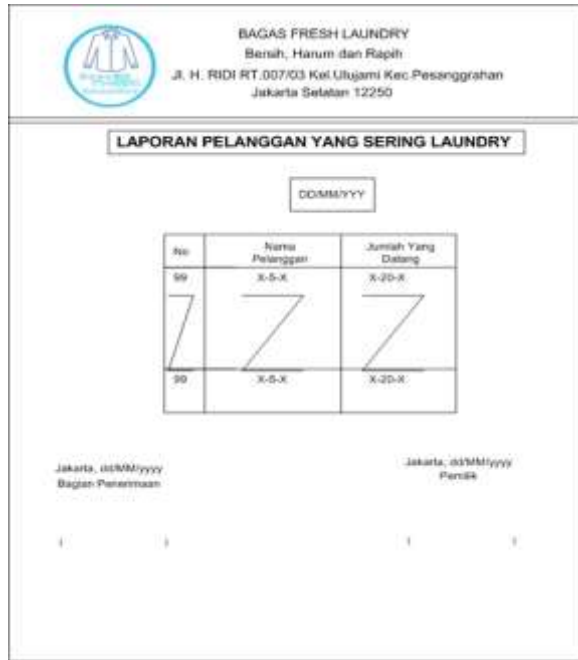 BAGAS FRESH LAUNDRY
Bersih, Harum dan Rapih
Jl. H. RIDI RT.007/03 Kel.Ulujami Kec.Pesanggrahan
Jakarta Selatan 12250
LAPORAN PELANGGAN YANG SERING LAUNDRY
DD/MM/YYY
No Nama Pelanggan Jumlah Yang Datang
99 X-5-X X-20-X
99 X-5-X X-20-X
Jakarta, dd/MM/yyyy
Bagian Penerimaan
Jakarta, dd/MM/yyyy
Pemilik
( )
( )